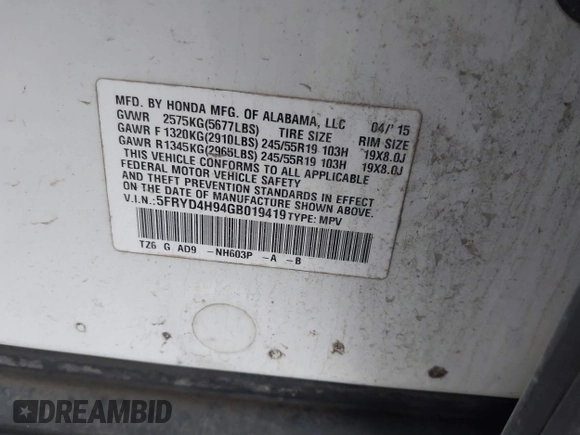 MFD. BY HONDA MFG. OF ALABAMA, LLC 04/'15
GVWR 2575KG(5677LBS) TIRE SIZE RIM SIZE
GAWR F 1320KG(2910LBS) 245/55R19 103H 19X8.0J
GAWR R 1345KG(2965LBS) 245/55R19 103H 19X8.0J
THIS VEHICLE CONFORMS TO ALL APPLICABLE
FEDERAL MOTOR VEHICLE SAFETY
AND THEFT PREVENTION STANDARDS IN EFFECT
ON THE DATE OF MANUFACTURE SHOWN ABOVE.
V.I.N.:5FRYD4H94GB019419 TYPE: MPV
TZ6 G AD9 -NH603P -A -B
DREAMBID